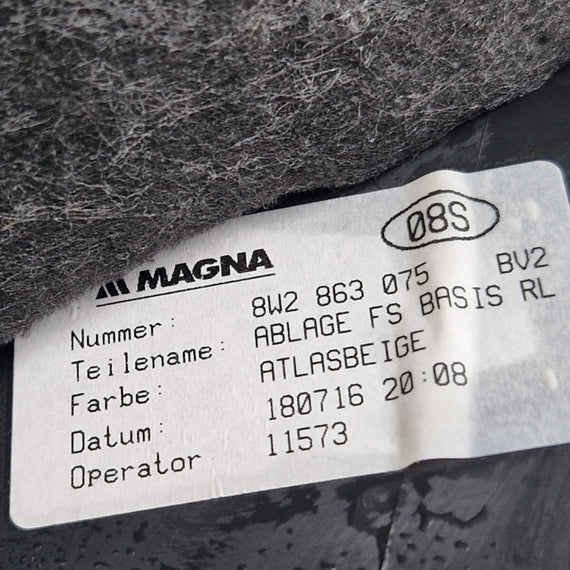 08S
MAGNA
Nummer: 8W2 863 075 BV2
Teilename: ABLAGE FS BASIS RL
Farbe: ATLASBEIGE
Datum: 180716 20:08
Operator 11573